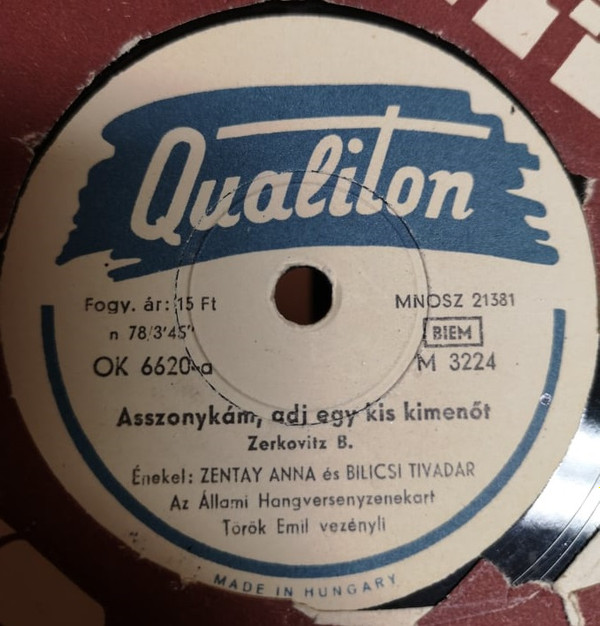 Qualiton
Fogy. ár: 15 Ft
MNOSZ 21381
n 78/3'45"
BIEM
OK 6620-a
M 3224
Asszonykám, adj egy kis kimenőt
Zerkovitz B.
Énekel: ZENTAY ANNA és BILICSI TIVADAR
Az Állami Hangversenyzenekart
Török Emil vezényli
MADE IN HUNGARY